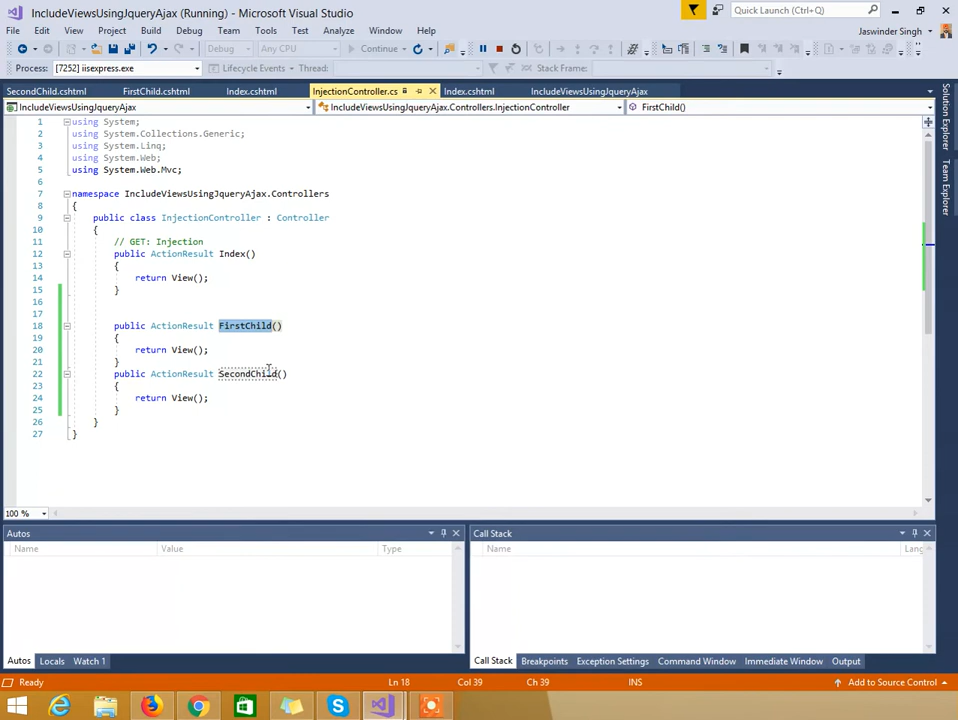 IncludeViewsUsingJqueryAjax (Running) - Microsoft Visual Studio
Quick Launch (Ctrl+Q)
File Edit View Project Build Debug Team Tools Test Analyze Window Help
Jaswinder Singh
Debug Any CPU Continue
Process: [7252] iisexpress.exe Lifecycle Events Thread: Stack Frame:
SecondChild.cshtml FirstChild.cshtml Index.cshtml InjectionController.cs Index.cshtml IncludeViewsUsingJqueryAjax
IncludeViewsUsingJqueryAjax IncludeViewsUsingJqueryAjax.Controllers.InjectionController FirstChild()
1 using System;
2 using System.Collections.Generic;
3 using System.Linq;
4 using System.Web;
5 using System.Web.Mvc;
6
7 namespace IncludeViewsUsingJqueryAjax.Controllers
8 {
9 public class InjectionController : Controller
10 {
11 // GET: Injection
12 public ActionResult Index()
13 {
14 return View();
15 }
16
17
18 public ActionResult FirstChild()
19 {
20 return View();
21 }
22 public ActionResult SecondChild()
23 {
24 return View();
25 }
26 }
27 }
Solution Explorer
Team Explorer
100 %
Autos
Name Value Type
Call Stack
Name Lang
Autos Locals Watch 1
Call Stack Breakpoints Exception Settings Command Window Immediate Window Output
Ready Ln 18 Col 39 Ch 39 INS Add to Source Control